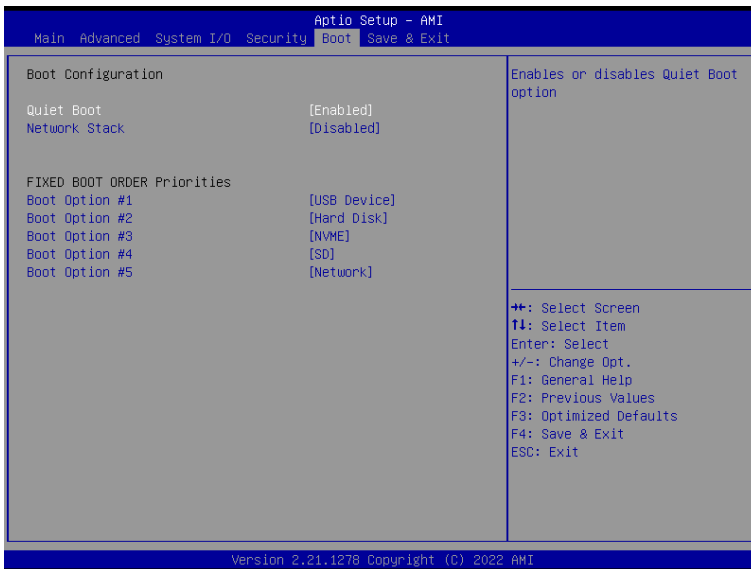 Aptio Setup - AMI
Main Advanced System I/O Security Boot Save & Exit
Boot Configuration
Quiet Boot [Enabled]
Network Stack [Disabled]
FIXED BOOT ORDER Priorities
Boot Option #1 [USB Device]
Boot Option #2 [Hard Disk]
Boot Option #3 [NVME]
Boot Option #4 [SD]
Boot Option #5 [Network]
Enables or disables Quiet Boot
option
→←: Select Screen
↑↓: Select Item
Enter: Select
+/-: Change Opt.
F1: General Help
F2: Previous Values
F3: Optimized Defaults
F4: Save & Exit
ESC: Exit
Version 2.21.1278 Copyright (C) 2022 AMI